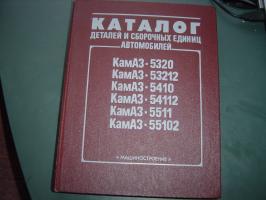 КАТАЛОГ
ДЕТАЛЕЙ И СБОРОЧНЫХ ЕДИНИЦ
АВТОМОБИЛЕЙ
КамАЗ-5320
КамАЗ-53212
КамАЗ-5410
КамАЗ-54112
КамАЗ-5511
КамАЗ-55102
«МАШИНОСТРОЕНИЕ»